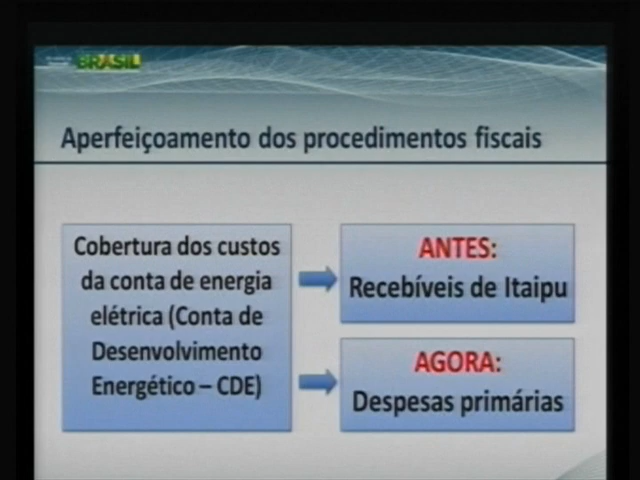 BRASIL
Aperfeiçoamento dos procedimentos fiscais
Cobertura dos custos
da conta de energia
elétrica (Conta de
Desenvolvimento
Energético – CDE)
ANTES:
Recebíveis de Itaipu
AGORA:
Despesas primárias